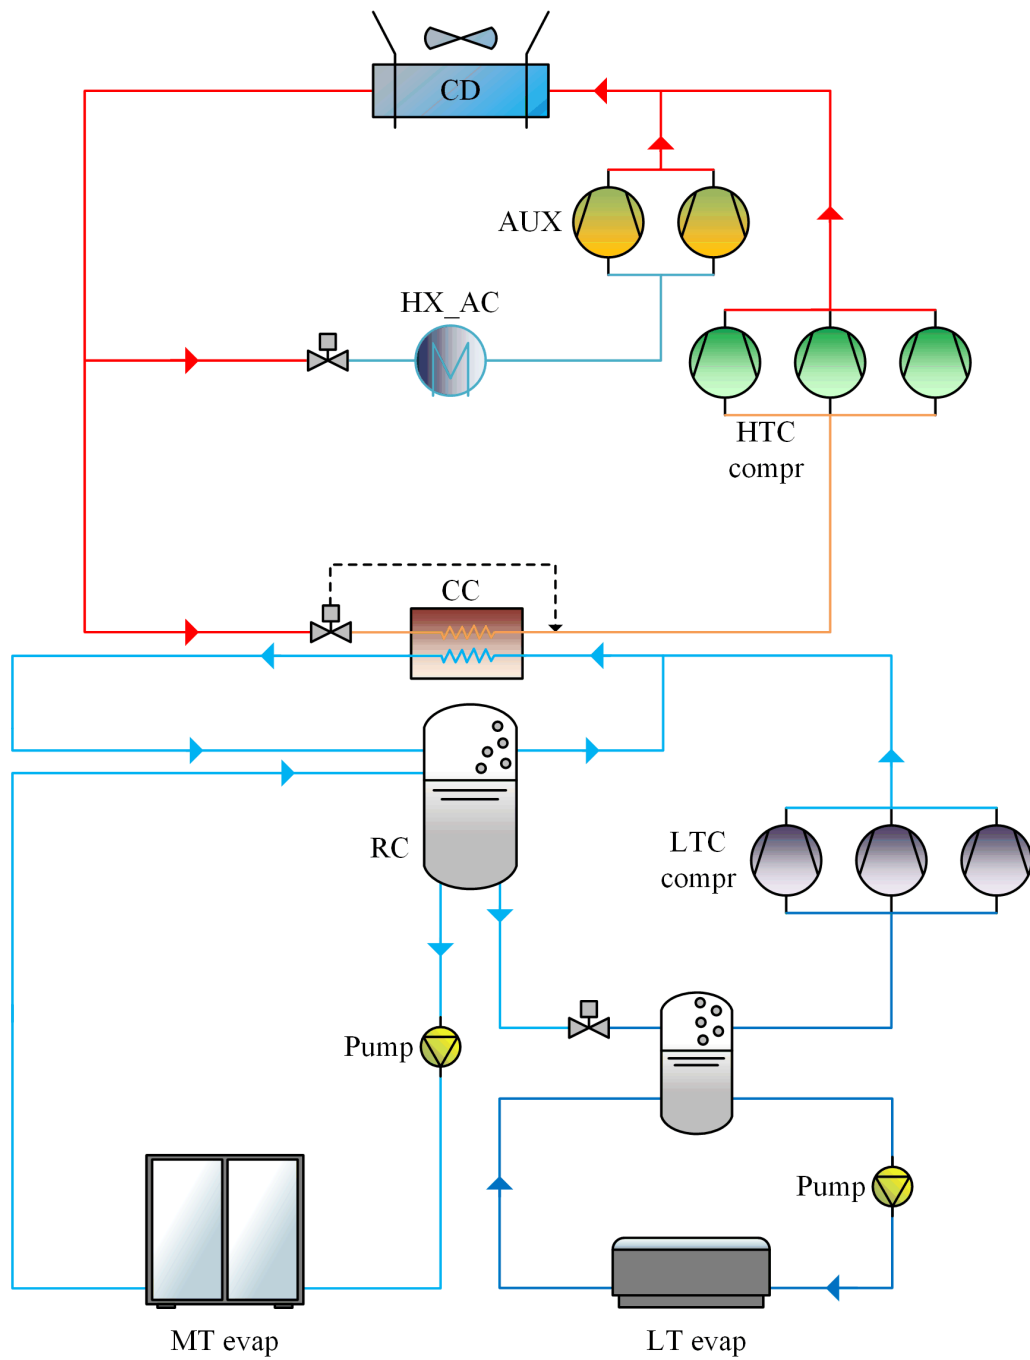 CD
AUX
HX_AC
HTC
compr
CC
RC
LTC
compr
Pump
Pump
MT evap
LT evap